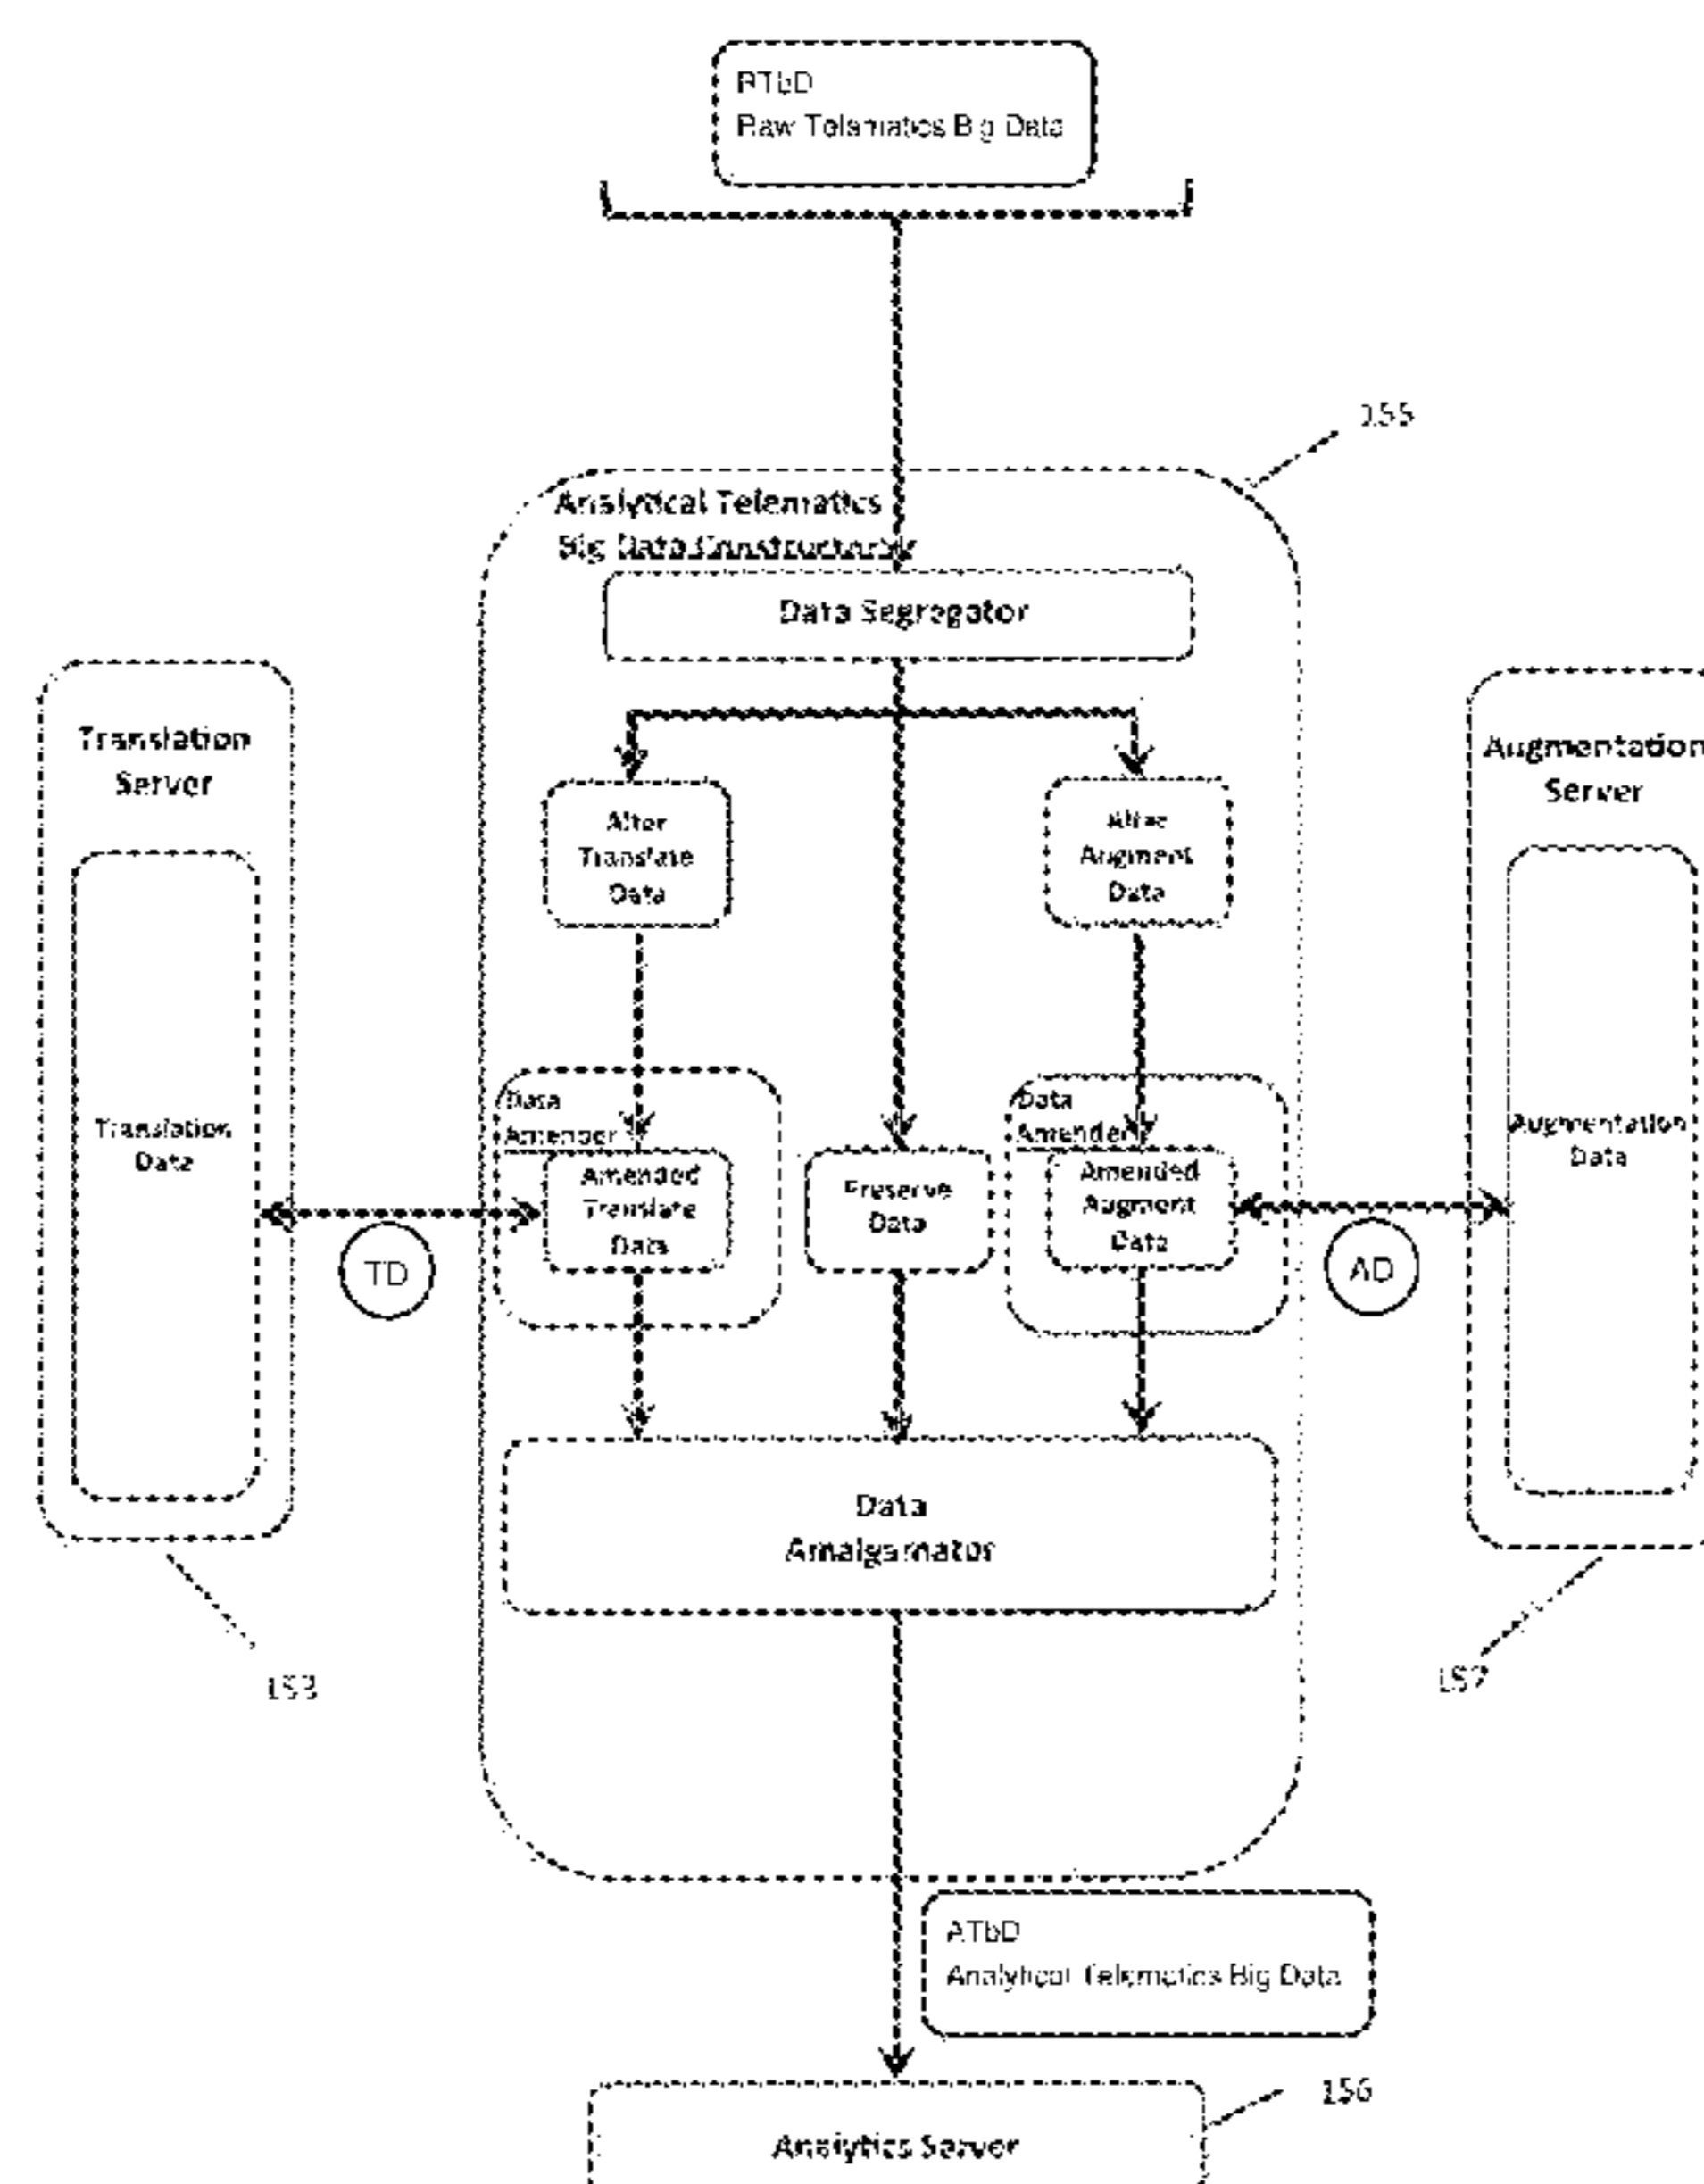 RTbD
Raw Telematics Big Data
155
Analytical Telematics
Big Data Constructor
Data Segregator
Translation
Server
Augmentation
Server
Alter
Translate
Data
Alter
Augment
Data
Translation
Data
Data
Amender
Amended
Translate
Data
Preserve
Data
Data
Amender
Amended
Augment
Data
Augmentation
Data
TD
AD
Data
Amalgamator
153
157
ATbD
Analytical Telematics Big Data
156
Analytics Server